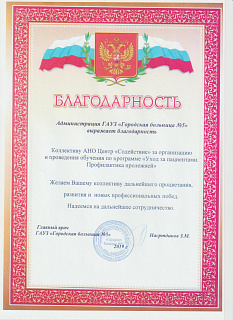 БЛАГОДАРНОСТЬ
Администрация ГАУЗ «Городская больница №5»
выражает благодарность
Коллективу АНО Центр «Содействие» за организацию
и проведение обучения по программе «Уход за пациентами.
Профилактика пролежней»
Желаем Вашему коллективу дальнейшего процветания,
развития и новых профессиональных побед.
Надеемся на дальнейшее сотрудничество.
Главный врач
ГАУЗ «Городская больница №5»
2019 г